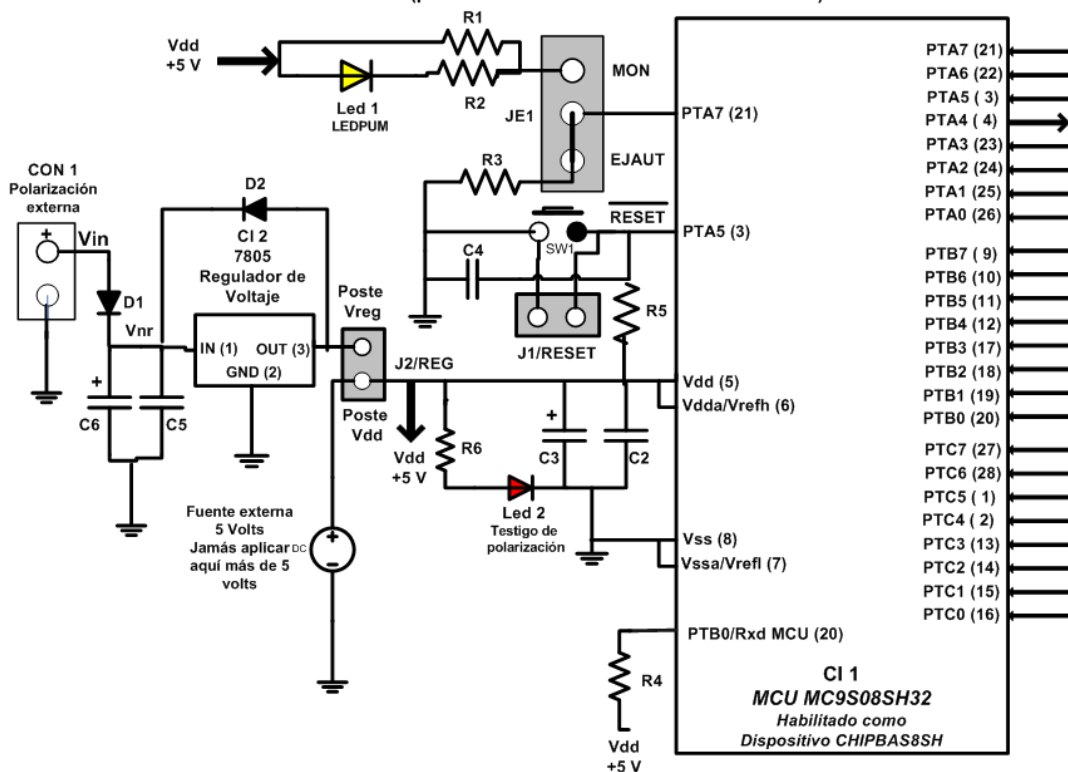 R1
Vdd
+5 V
R2
Led 1
LEDPUM
MON
JE1
EJAUT
R3
PTA7 (21)
RESET
PTA5 (3)
SW1
C4
J1/RESET
R5
CON 1
Polarización
externa
+
Vin
D1
D2
CI 2
7805
Regulador de
Voltaje
Vnr
IN (1)
OUT (3)
GND (2)
+
C6
C5
Poste
Vreg
J2/REG
Poste
Vdd
Vdd
+5 V
R6
+
C3
C2
Led 2
Testigo de
polarización
Fuente externa
5 Volts
Jamás aplicar
aquí más de 5
volts
DC
+
-
Vdd (5)
Vdda/Vrefh (6)
Vss (8)
Vssa/Vrefl (7)
PTB0/Rxd MCU (20)
R4
Vdd
+5 V
PTA7 (21)
PTA6 (22)
PTA5 ( 3)
PTA4 ( 4)
PTA3 (23)
PTA2 (24)
PTA1 (25)
PTA0 (26)
PTB7 ( 9)
PTB6 (10)
PTB5 (11)
PTB4 (12)
PTB3 (17)
PTB2 (18)
PTB1 (19)
PTB0 (20)
PTC7 (27)
PTC6 (28)
PTC5 ( 1)
PTC4 ( 2)
PTC3 (13)
PTC2 (14)
PTC1 (15)
PTC0 (16)
CI 1
MCU MC9S08SH32
Habilitado como
Dispositivo CHIPBAS8SH